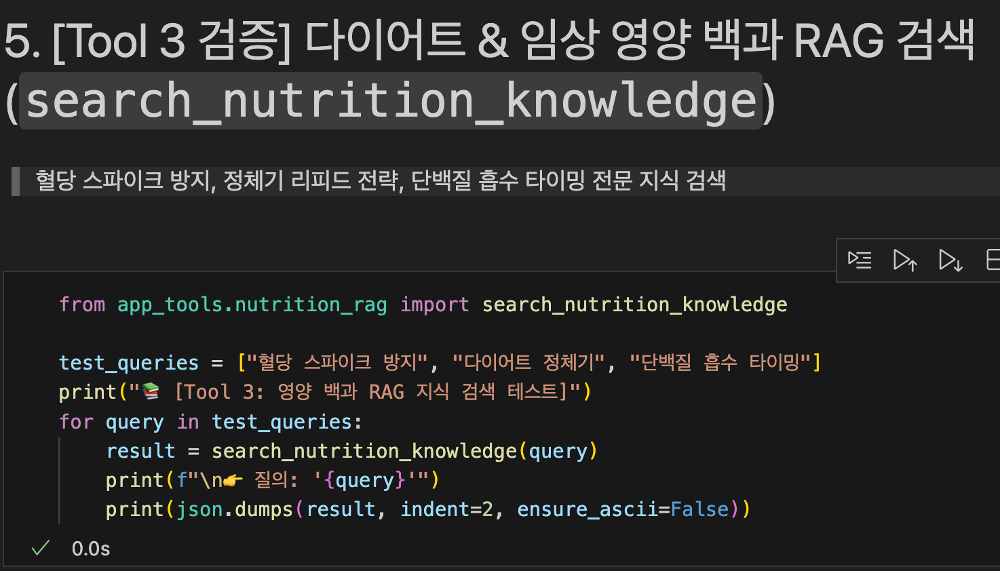 5. [Tool 3 검증] 다이어트 & 임상 영양 백과 RAG 검색
(search_nutrition_knowledge)
혈당 스파이크 방지, 정체기 리피드 전략, 단백질 흡수 타이밍 전문 지식 검색
from app_tools.nutrition_rag import search_nutrition_knowledge
test_queries = ["혈당 스파이크 방지", "다이어트 정체기", "단백질 흡수 타이밍"]
print("📚 [Tool 3: 영양 백과 RAG 지식 검색 테스트]")
for query in test_queries:
    result = search_nutrition_knowledge(query)
    print(f"\n👉 질의: '{query}'")
    print(json.dumps(result, indent=2, ensure_ascii=False))
0.0s